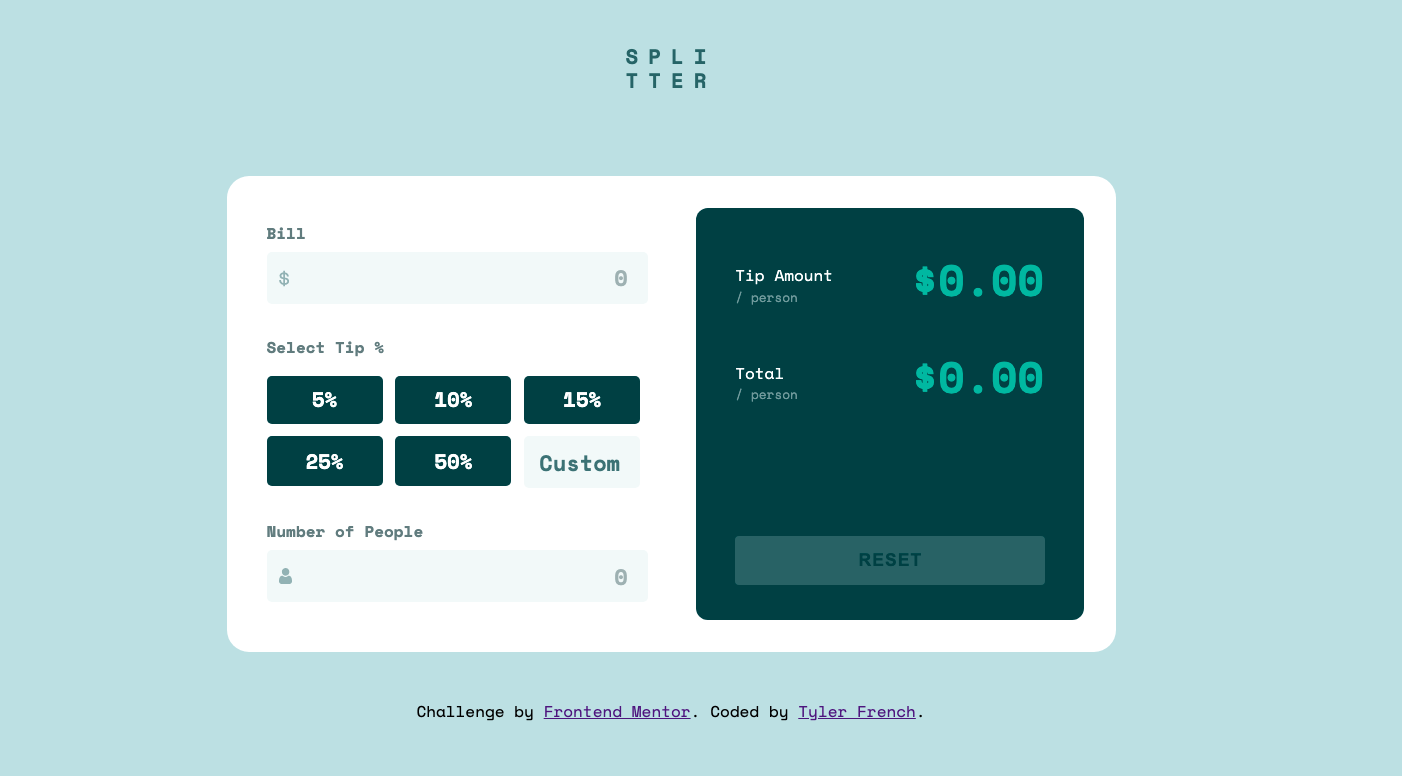 SPLI
TTER
Bill
$ 0
Select Tip %
5% 10% 15%
25% 50% Custom
Number of People
0
Tip Amount
/ person
$0.00
Total
/ person
$0.00
RESET
Challenge by Frontend Mentor. Coded by Tyler French.